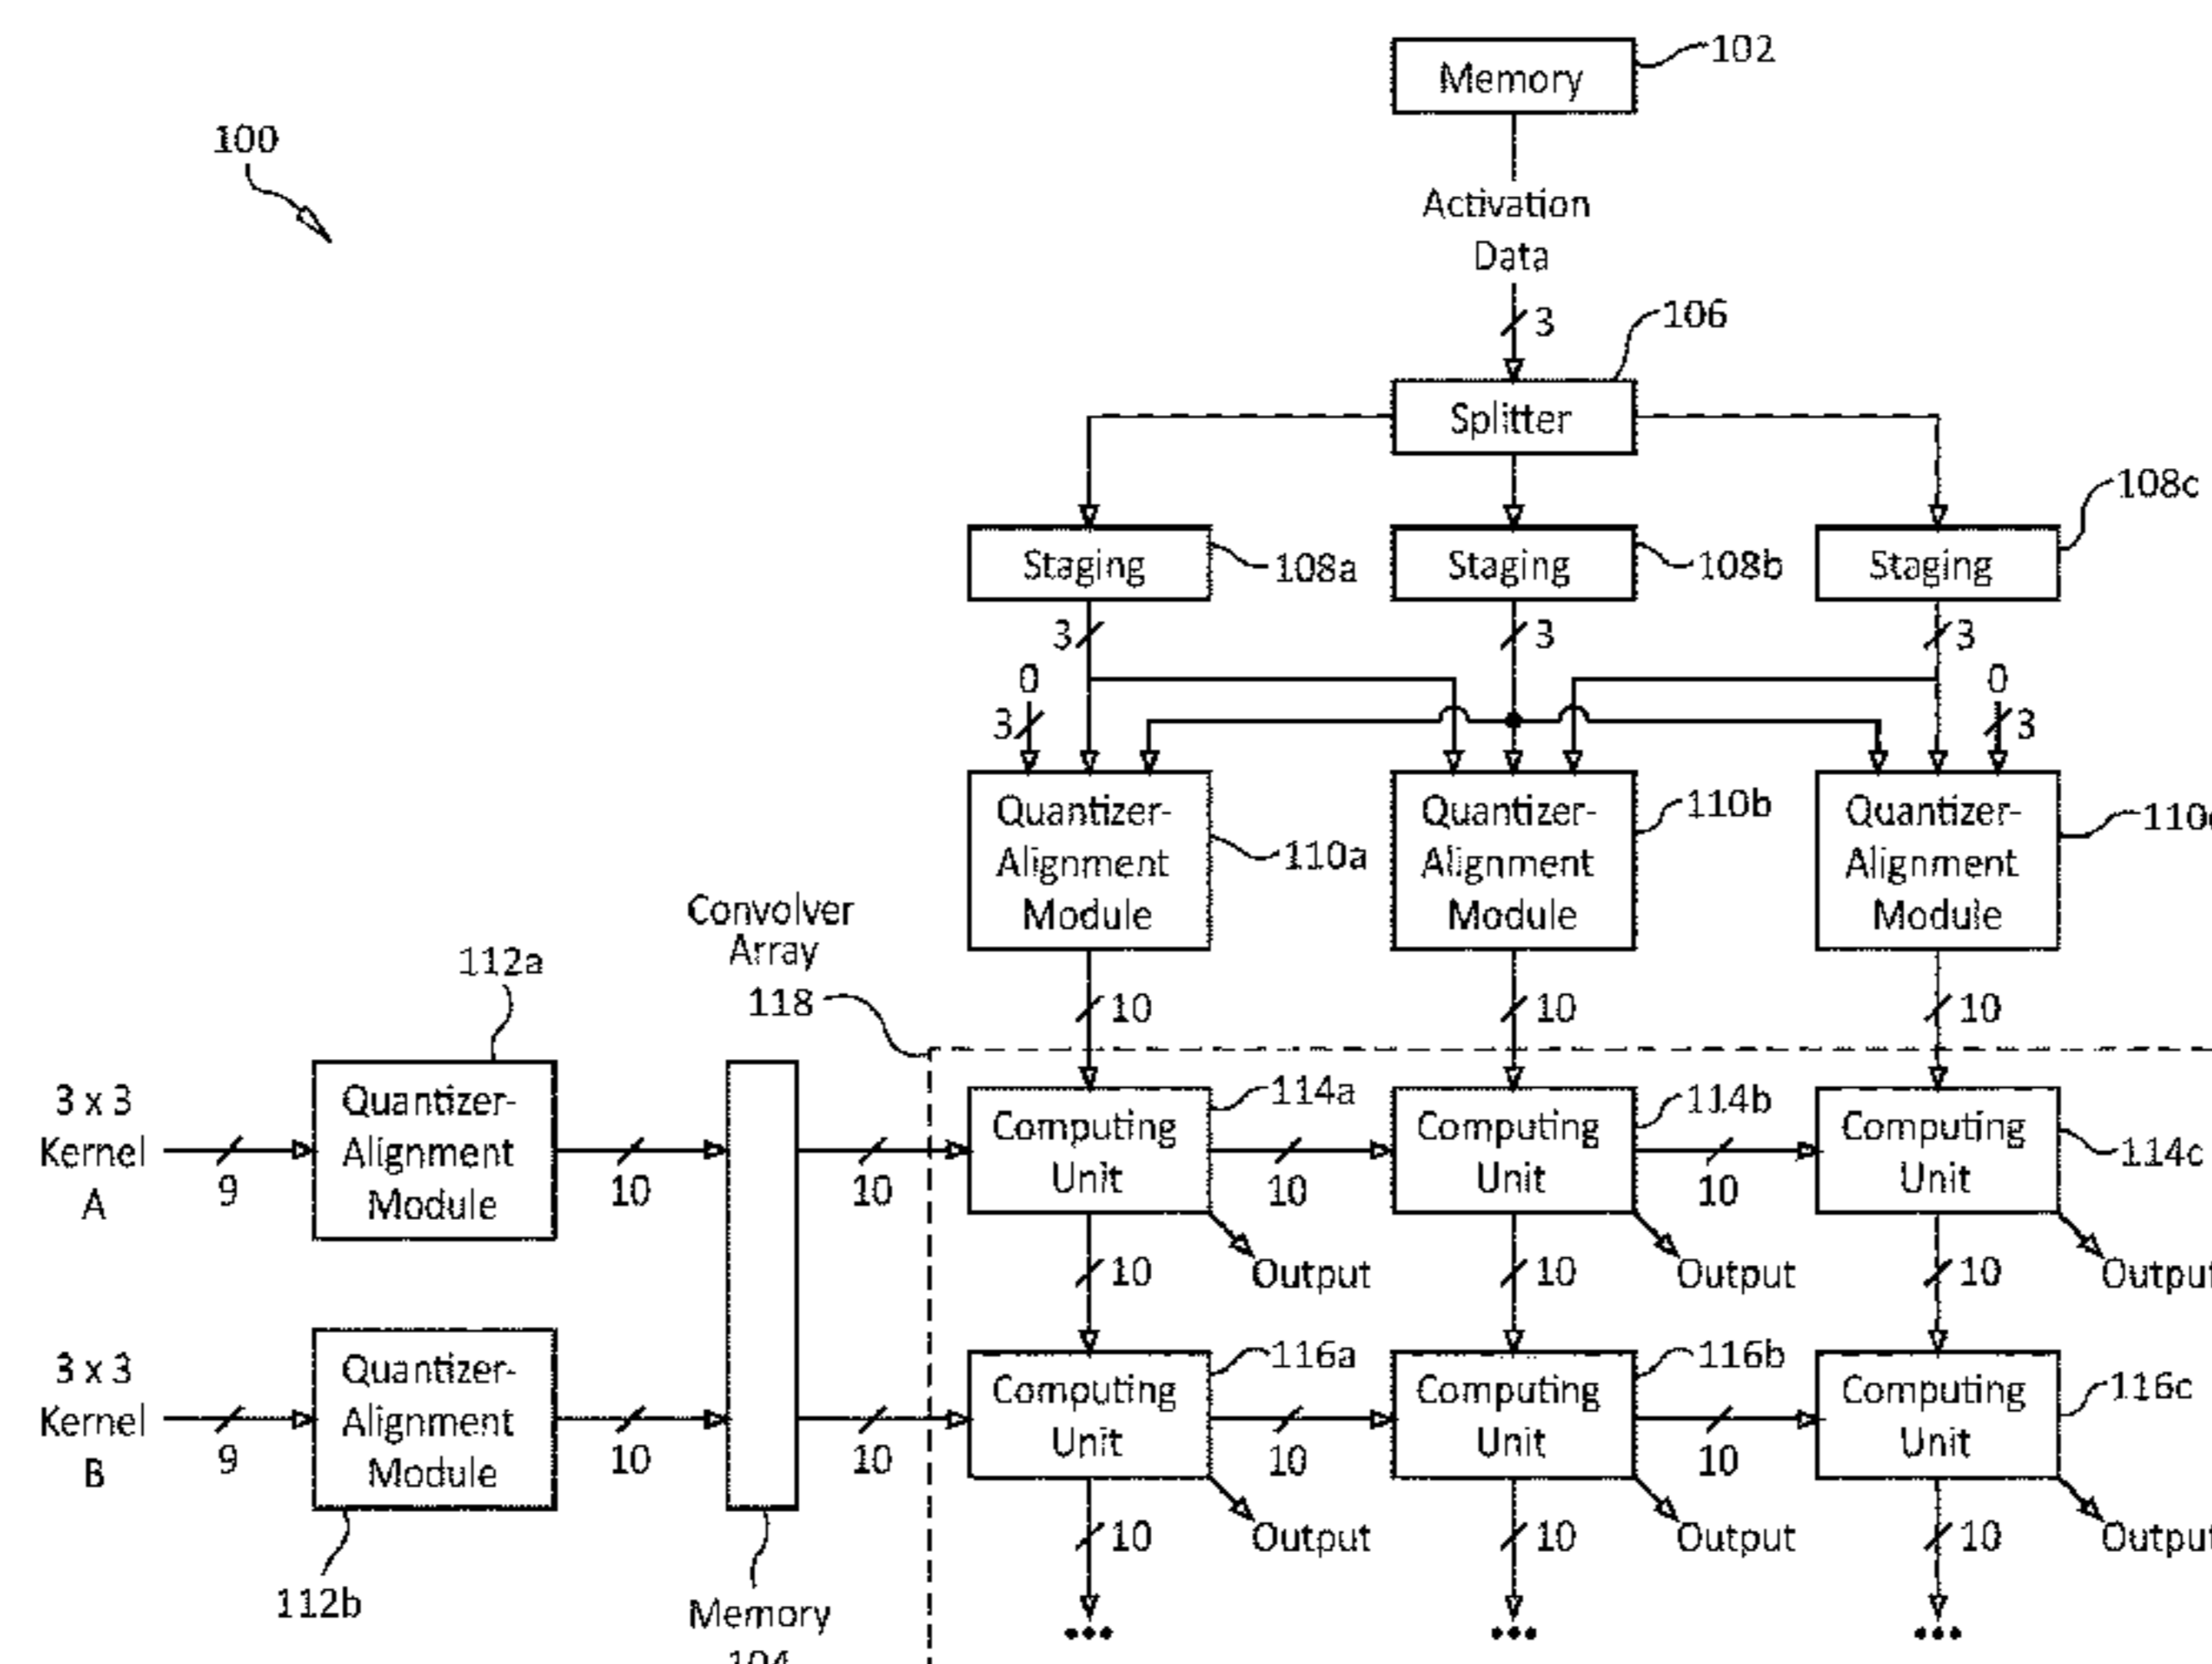 102
Memory
100
Activation
Data
3
106
Splitter
108c
Staging
108a
Staging
108b
Staging
3
3
3
0
0
3
3
Quantizer-
Alignment
Module
110a
Quantizer-
Alignment
Module
110b
Quantizer-
Alignment
Module
Convolver
Array
118
112a
10
10
10
3 x 3
Kernel
A
9
Quantizer-
Alignment
Module
10
10
Computing
Unit
114a
10
Computing
Unit
114b
10
Computing
Unit
114c
Output
Output
10
10
10
3 x 3
Kernel
B
9
Quantizer-
Alignment
Module
10
10
Computing
Unit
116a
10
Computing
Unit
116b
10
Computing
Unit
116c
Output
Output
10
10
10
112b
Memory
•••
•••
•••